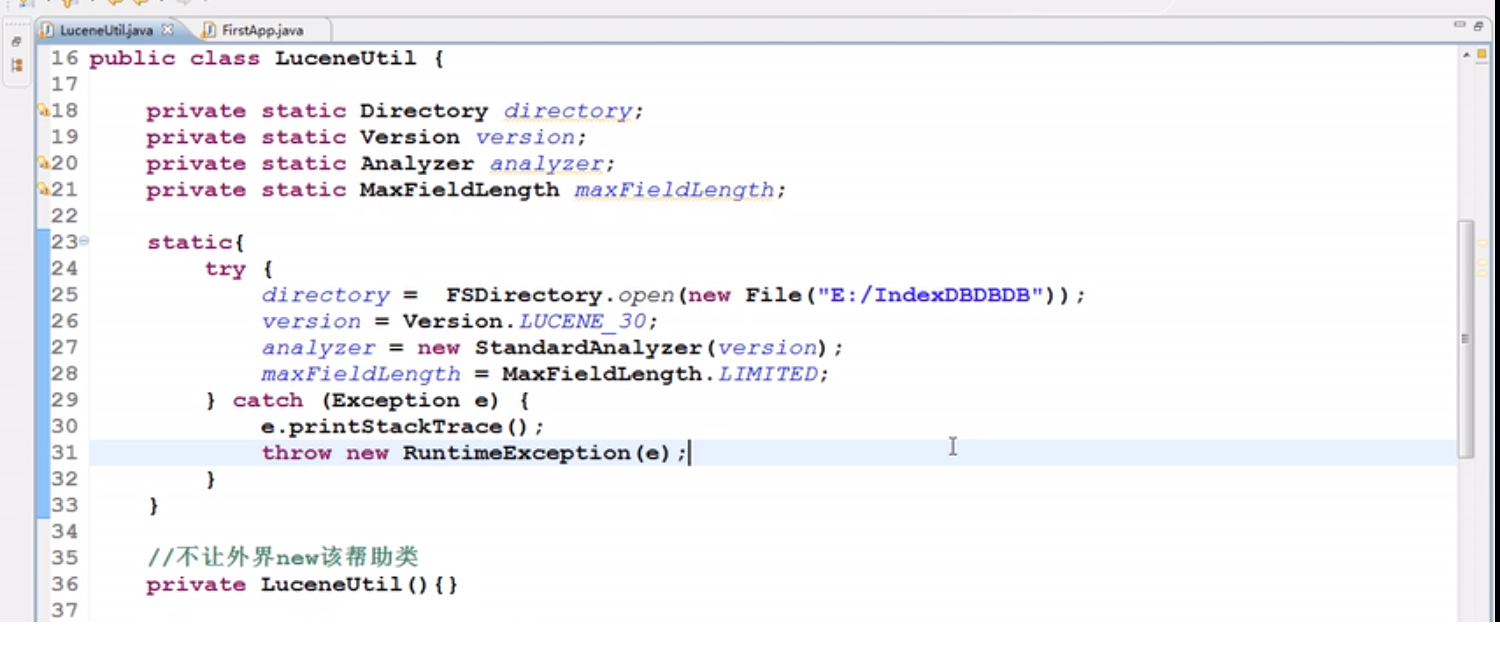 LuceneUtil.java FirstApp.java
16 public class LuceneUtil {
17
18 private static Directory directory;
19 private static Version version;
20 private static Analyzer analyzer;
21 private static MaxFieldLength maxFieldLength;
22
23 static{
24 try {
25 directory = FSDirectory.open(new File("E:/IndexDBDBDB"));
26 version = Version.LUCENE_30;
27 analyzer = new StandardAnalyzer(version);
28 maxFieldLength = MaxFieldLength.LIMITED;
29 } catch (Exception e) {
30 e.printStackTrace();
31 throw new RuntimeException(e);
32 }
33 }
34
35 //不让外界new该帮助类
36 private LuceneUtil(){}
37